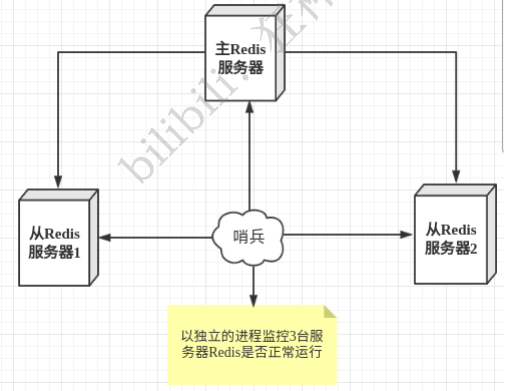 主Redis
服务器
bilibili:狂神
从Redis
服务器1
哨兵
从Redis
服务器2
以独立的进程监控3台服
务器Redis是否正常运行